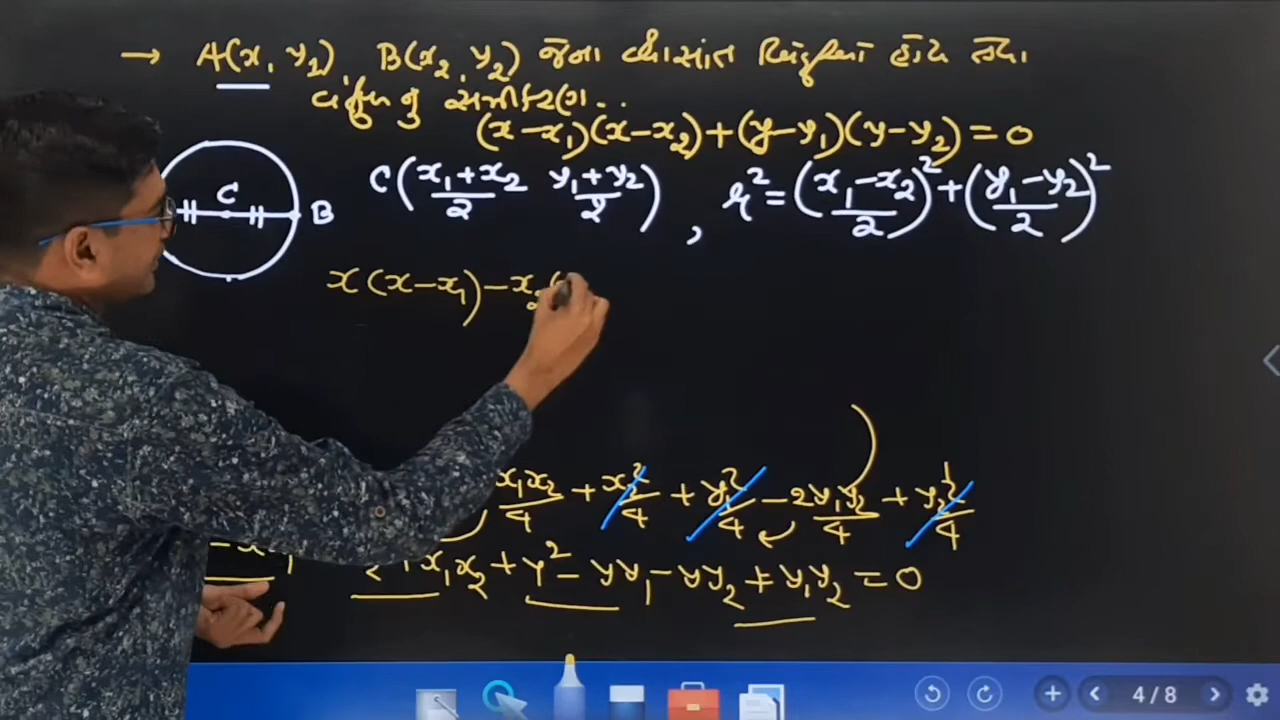 → A(x, y₁), B(x₂, y₂) જેના વ્યાસાંત બિંદુઓ હોય તેવા
વર્તુળનું સમીકરણ..
(x-x₁)(x-x₂)+(y-y₁)(y-y₂)=0
C B C(x₁+x₂/2 y₁+y₂/2), r²=(x₁-x₂/2)²+(y₁-y₂/2)²
x(x-x₁)-x₂(
x₁x₂/4 + x₂²/4 + y₁²/4 - 2y₁y₂/4 + y₂²/4
x₁x₂+y²-yy₁-yy₂+y₁y₂=0
4 / 8